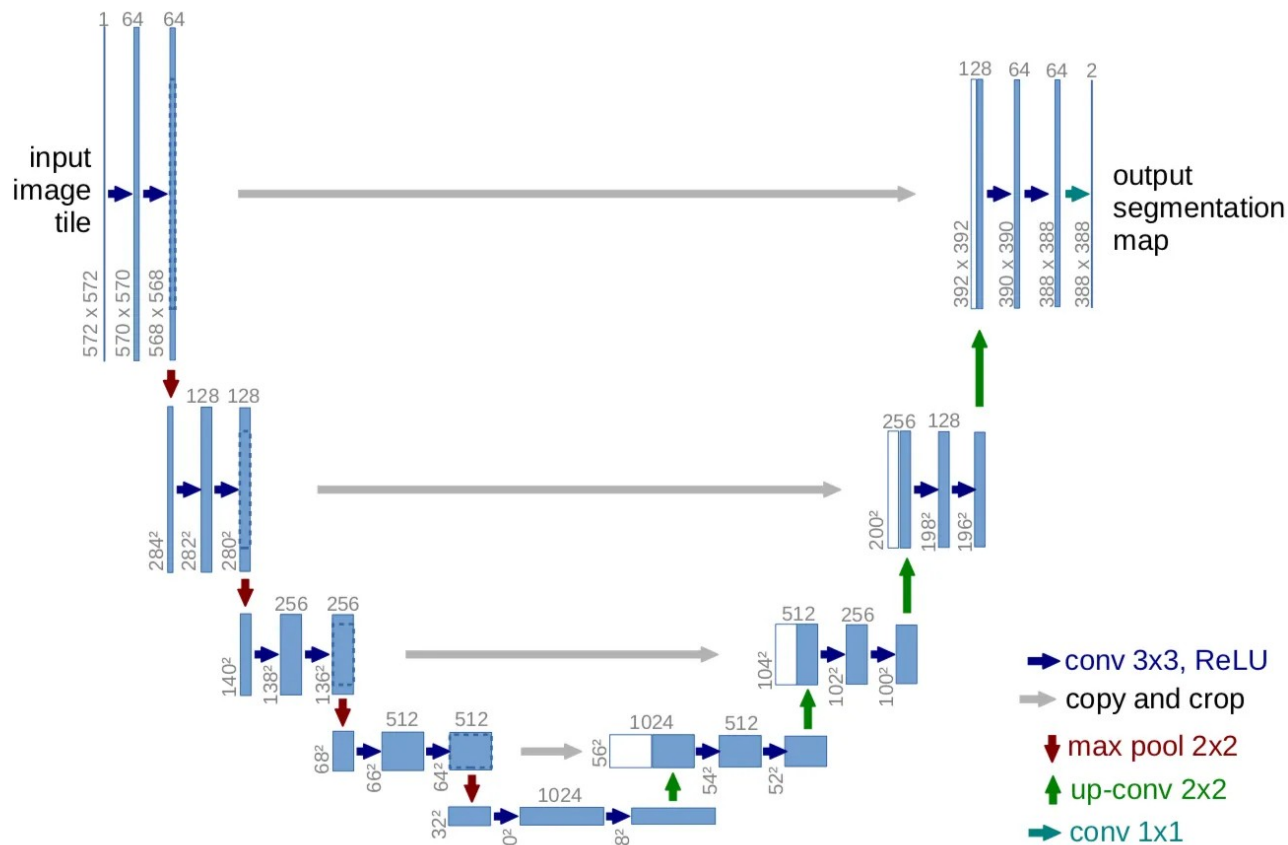 1 64 64
input
image
tile
572 x 572
570 x 570
568 x 568
128 64 64 2
output
segmentation
map
392 x 392
390 x 390
388 x 388
388 x 388
128 128
284²
282²
280²
256 128
200²
198²
196²
256 256
140²
138²
136²
512 256
104²
102²
100²
512 512
68²
66²
64²
1024 512
56²
54²
52²
1024
32²
0²
8²
conv 3x3, ReLU
copy and crop
max pool 2x2
up-conv 2x2
conv 1x1